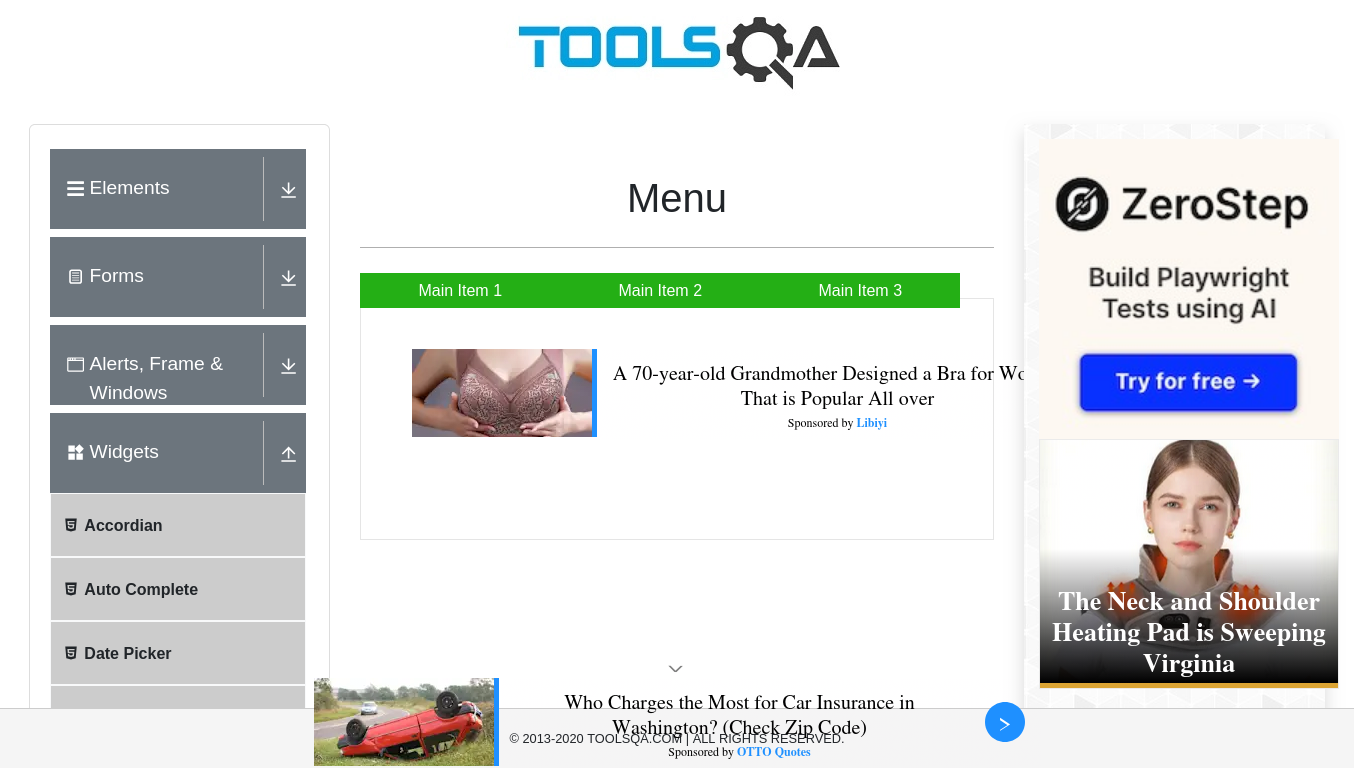 TOOLSQA
Elements
Forms
Alerts, Frame &
Windows
Widgets
Accordian
Auto Complete
Date Picker
Menu
Main Item 1
Main Item 2
Main Item 3
A 70-year-old Grandmother Designed a Bra for Wo
That is Popular All over
Sponsored by Libiyi
ZeroStep
Build Playwright
Tests using AI
Try for free →
The Neck and Shoulder
Heating Pad is Sweeping
Virginia
Who Charges the Most for Car Insurance in
Washington? (Check Zip Code)
© 2013-2020 TOOLSQA.COM | ALL RIGHTS RESERVED.
Sponsored by OTTO Quotes